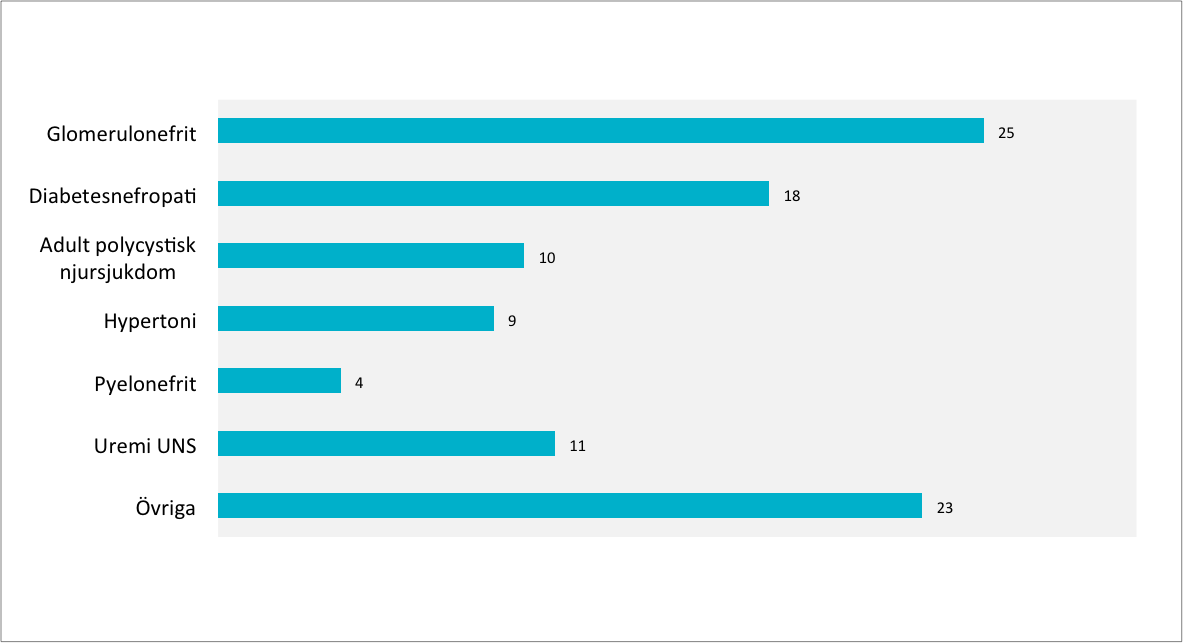 Glomerulonefrit
25
Diabetesnefropati
18
Adult polycystisk
njursjukdom
10
Hypertoni
9
Pyelonefrit
4
Uremi UNS
11
Övriga
23